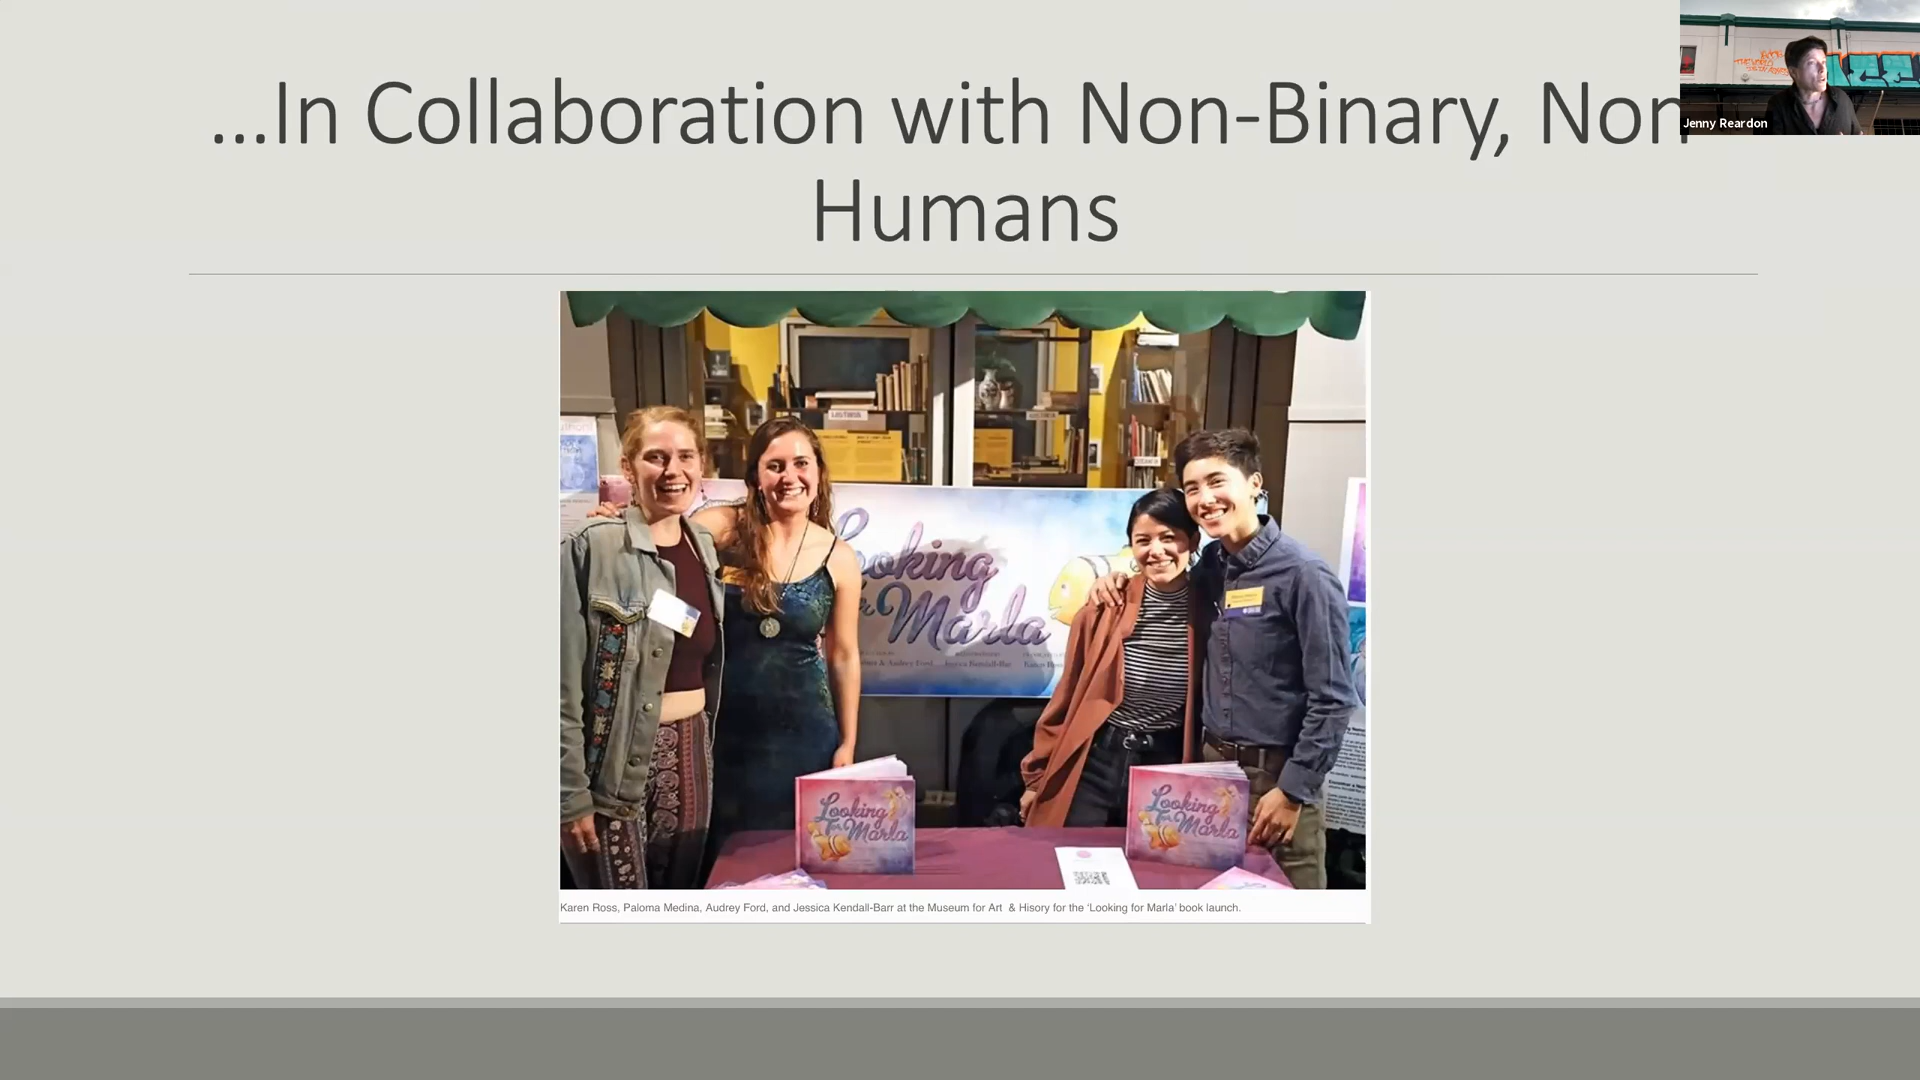 ...In Collaboration with Non-Binary, Non
Humans
Jenny Reardon
Looking
Marla
Looking
For Marla
Looking
For Marla
Karen Ross, Paloma Medina, Audrey Ford, and Jessica Kendall-Barr at the Museum for Art & Hisory for the ‘Looking for Marla’ book launch.